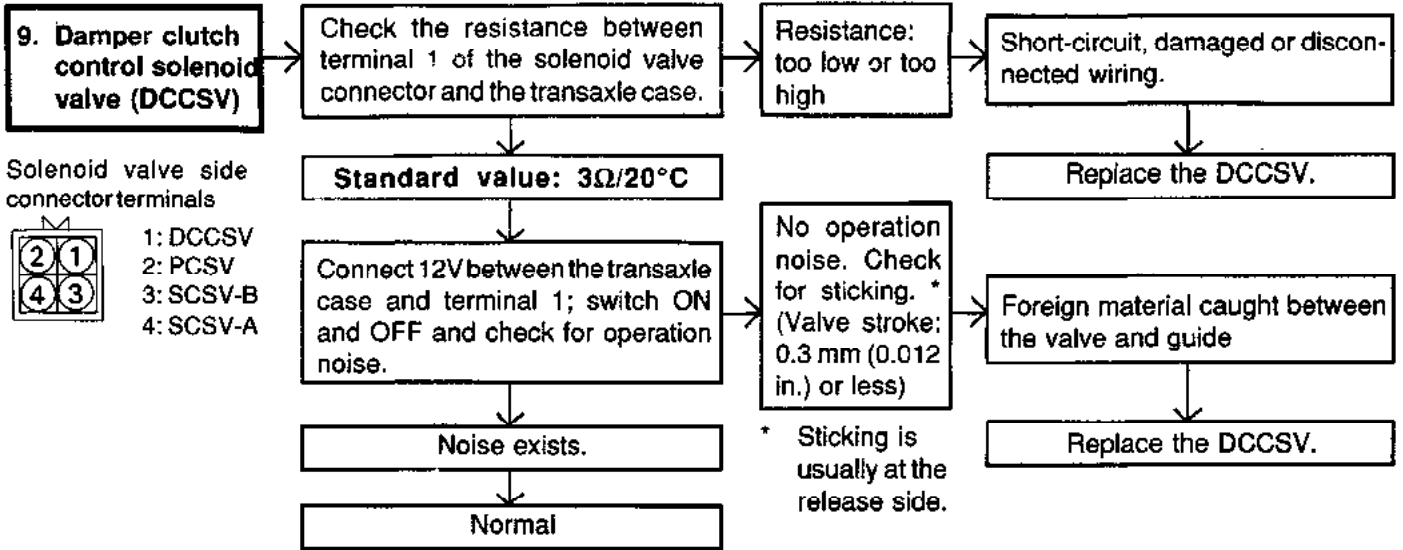 9. Damper clutch
control solenoid
valve (DCCSV)
Check the resistance between
terminal 1 of the solenoid valve
connector and the transaxle case.
Resistance:
too low or too
high
Short-circuit, damaged or discon-
nected wiring.
Replace the DCCSV.
Standard value: 3Ω/20°C
Solenoid valve side
connector terminals
2 1
4 3
1: DCCSV
2: PCSV
3: SCSV-B
4: SCSV-A
Connect 12V between the transaxle
case and terminal 1; switch ON
and OFF and check for operation
noise.
No operation
noise. Check
for sticking. *
(Valve stroke:
0.3 mm (0.012
in.) or less)
Foreign material caught between
the valve and guide
Replace the DCCSV.
* Sticking is
usually at the
release side.
Noise exists.
Normal